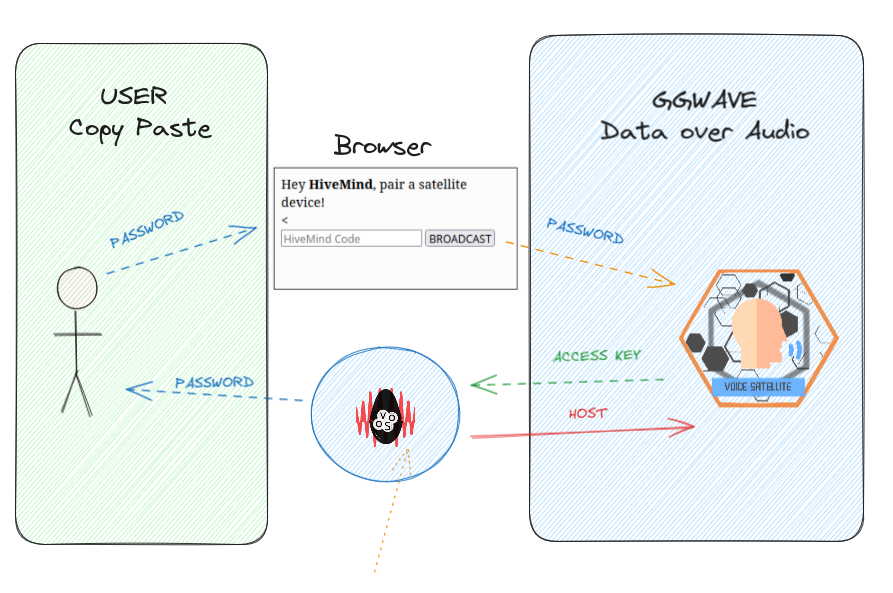 USER
Copy Paste
GGWAVE
Data over Audio
Browser
Hey HiveMind, pair a satellite
device!
<
HiveMind Code
BROADCAST
PASSWORD
PASSWORD
ACCESS KEY
PASSWORD
HOST
VOICE SATELLITE
OVOS